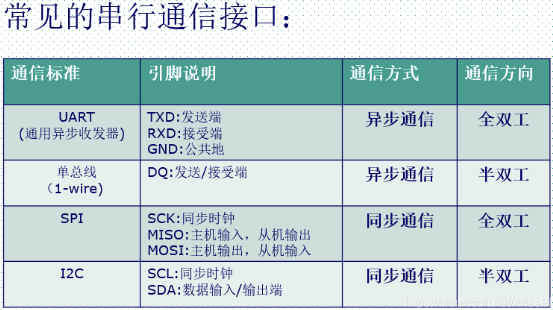 常见的串行通信接口：
通信标准 引脚说明 通信方式 通信方向
UART
(通用异步收发器)
TXD:发送端
RXD:接受端
GND:公共地
异步通信
全双工
单总线
（1-wire)
DQ:发送/接受端
异步通信
半双工
SPI
SCK:同步时钟
MISO:主机输入，从机输出
MOSI:主机输出，从机输入
同步通信
全双工
I2C
SCL:同步时钟
SDA:数据输入/输出端
同步通信
半双工